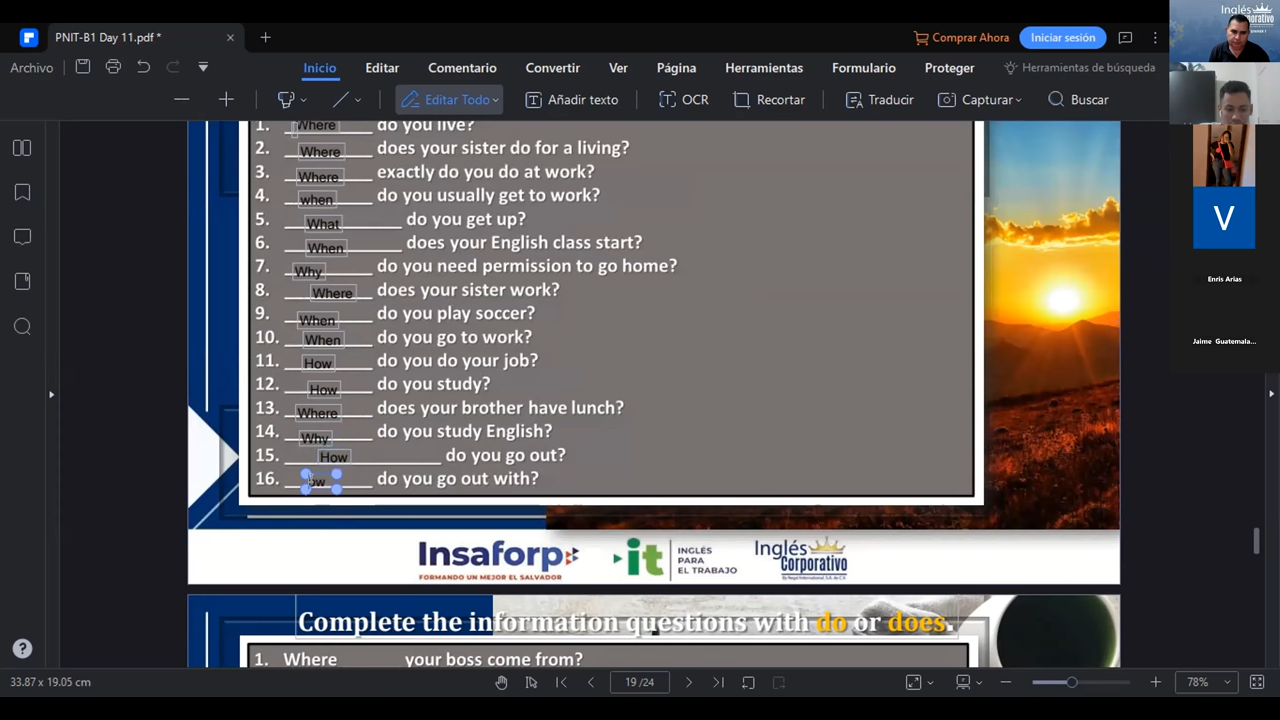 PNIT-B1 Day 11.pdf *
Comprar Ahora
Iniciar sesión
Inglés
Corporativo
Archivo
Inicio
Editar
Comentario
Convertir
Ver
Página
Herramientas
Formulario
Proteger
Herramientas de búsqueda
Editar Todo
Añadir texto
OCR
Recortar
Traducir
Capturar
Buscar
1. Where do you live?
2. Where does your sister do for a living?
3. Where exactly do you do at work?
4. when do you usually get to work?
5. What do you get up?
6. When does your English class start?
7. Why do you need permission to go home?
8. Where does your sister work?
9. When do you play soccer?
10. When do you go to work?
11. How do you do your job?
12. How do you study?
13. Where does your brother have lunch?
14. Why do you study English?
15. How do you go out?
16. ow do you go out with?
Insaforp
FORMANDO UN MEJOR EL SALVADOR
it
INGLÉS
PARA
EL TRABAJO
Inglés
Corporativo
Complete the information questions with do or does.
1. Where your boss come from?
V
Enris Arias
Jaime Guatemala...
33.87 x 19.05 cm
19 /24
78%